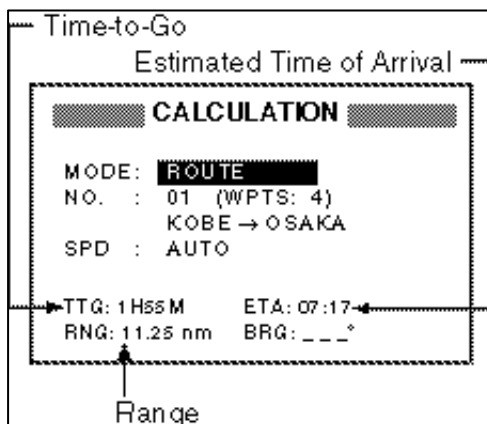 Time-to-Go
Estimated Time of Arrival
CALCULATION
MODE: ROUTE
NO. : 01 (WPTS: 4)
KOBE → OSAKA
SPD : AUTO
TTG: 1H55M ETA: 07:17
RNG: 11.25 nm BRG: _ _ _°
Range